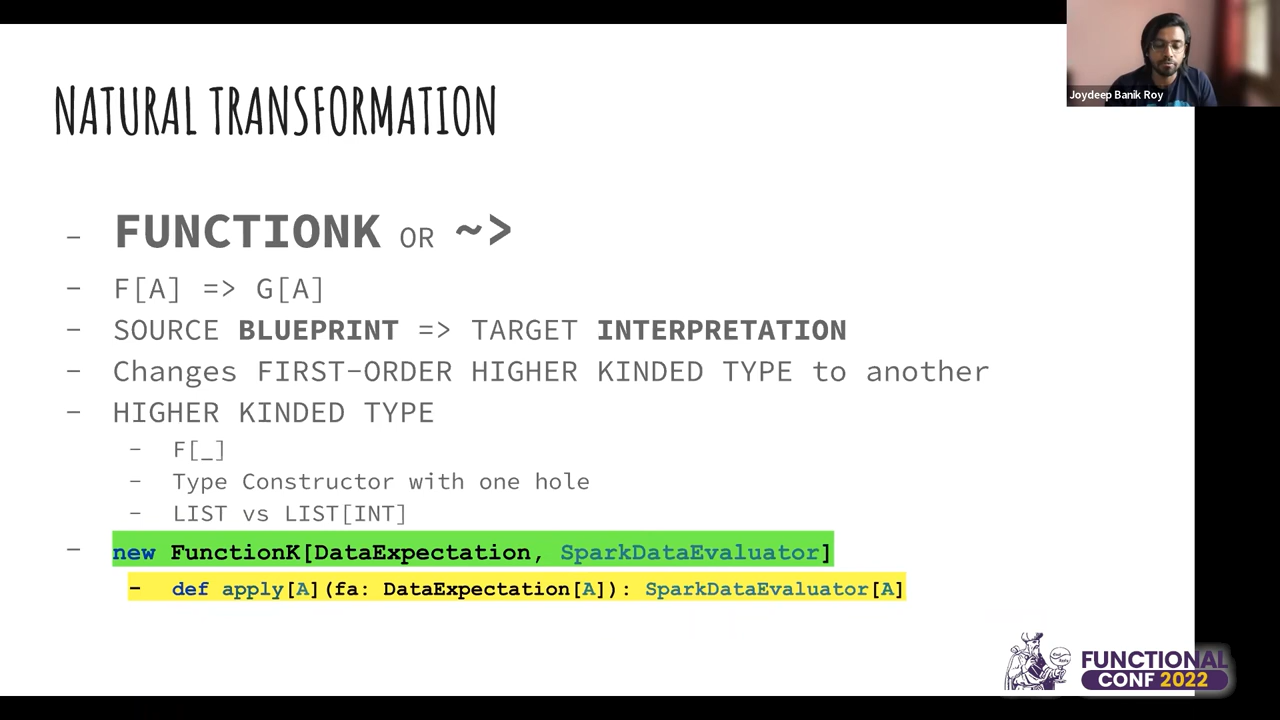 Joydeep Banik Roy
NATURAL TRANSFORMATION
- FUNCTIONK OR ~>
- F[A] => G[A]
- SOURCE BLUEPRINT => TARGET INTERPRETATION
- Changes FIRST-ORDER HIGHER KINDED TYPE to another
- HIGHER KINDED TYPE
- F[_]
- Type Constructor with one hole
- LIST vs LIST[INT]
- new FunctionK[DataExpectation, SparkDataEvaluator]
- def apply[A](fa: DataExpectation[A]): SparkDataEvaluator[A]
FUNCTIONAL
CONF 2022